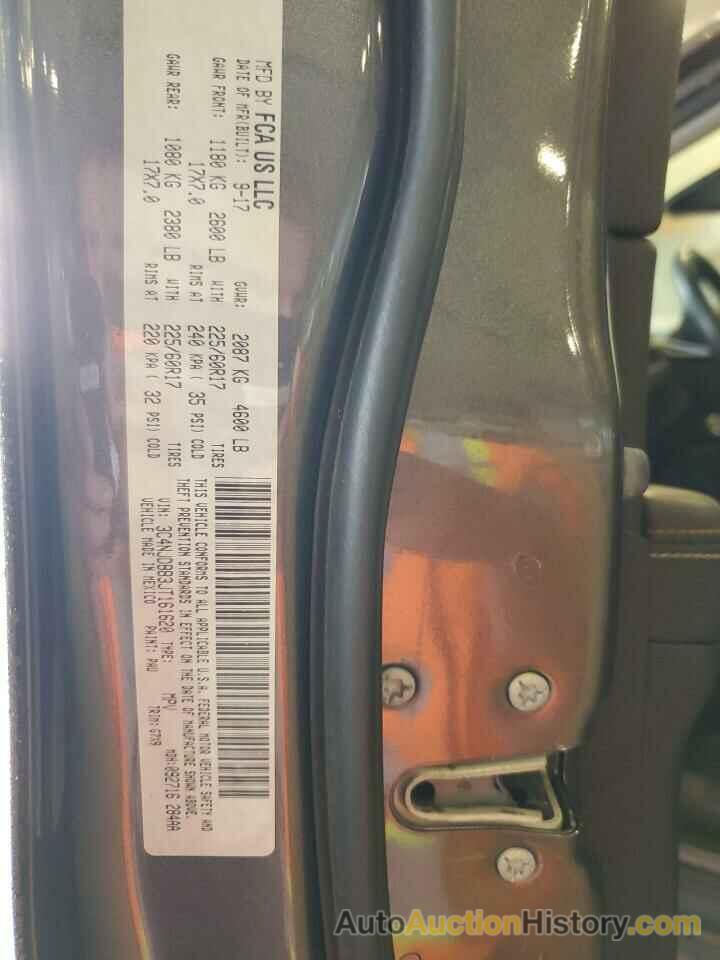 MFD BY FCA US LLC
DATE OF MFR(BUILT): 9-17 GVWR: 2087 KG 4600 LB
GAWR FRONT: 1180 KG 2600 LB WITH 225/60R17 TIRES
17X7.0 RIMS AT 240 KPA ( 35 PSI) COLD
GAWR REAR: 1080 KG 2380 LB WITH 225/60R17 TIRES
17X7.0 RIMS AT 220 KPA ( 32 PSI) COLD
THIS VEHICLE CONFORMS TO ALL APPLICABLE U.S.A. FEDERAL MOTOR VEHICLE SAFETY AND
THEFT PREVENTION STANDARDS IN EFFECT ON THE DATE OF MANUFACTURE SHOWN ABOVE.
VIN: 3C4NJDBB3JT161620 TYPE: MPV MDH:092716 284AA
VEHICLE MADE IN MEXICO PAINT: PAU TRIM: G7X9
AutoAuctionHistory.com